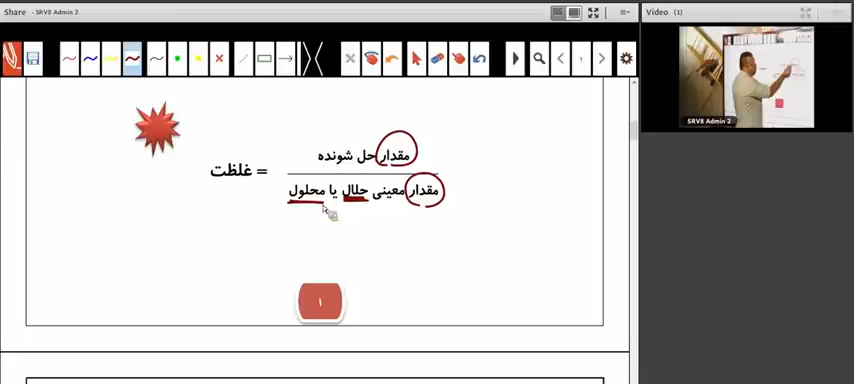 Share - SRV8 Admin 2
Video (1)
SRV8 Admin 2
مقدار حل شونده
غلظت =
مقدار معینی حلال یا محلول
۱